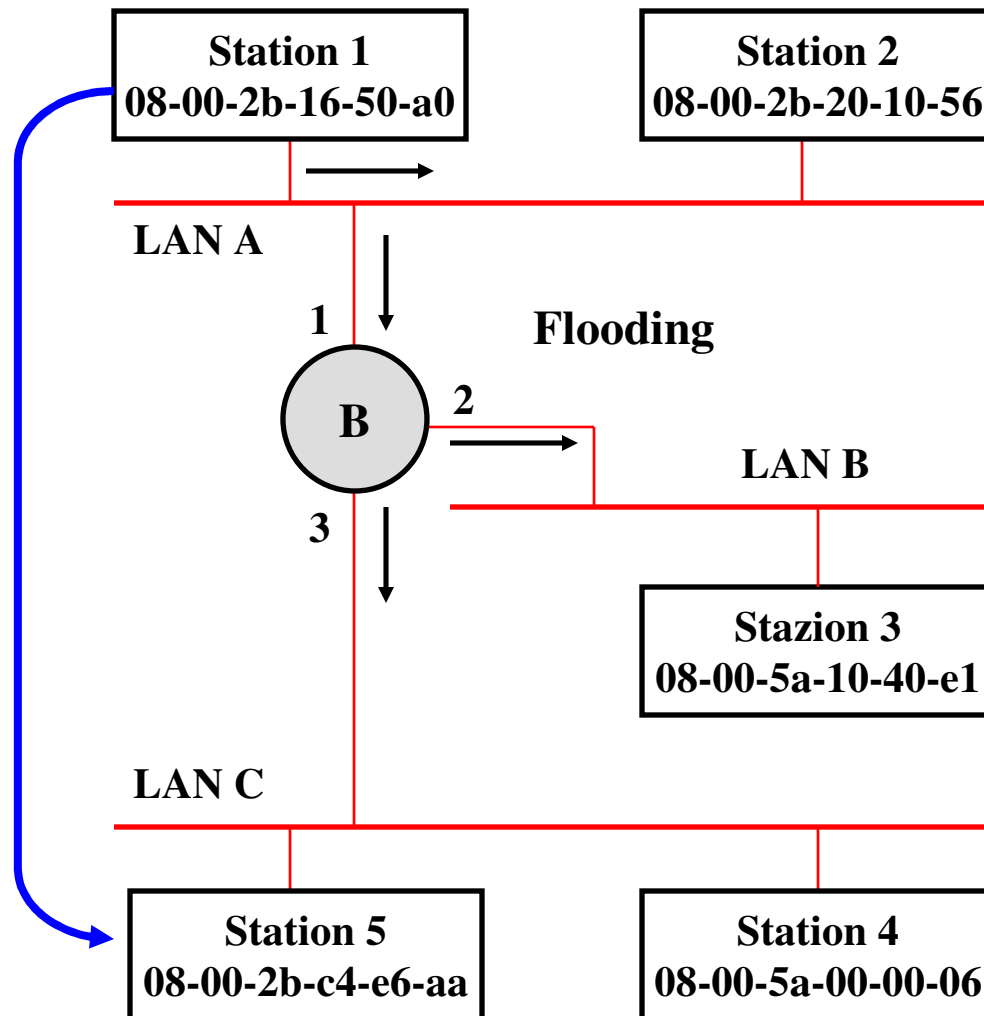 Station 1
08-00-2b-16-50-a0
Station 2
08-00-2b-20-10-56
LAN A
1
Flooding
B
2
LAN B
3
Stazion 3
08-00-5a-10-40-e1
LAN C
Station 5
08-00-2b-c4-e6-aa
Station 4
08-00-5a-00-00-06